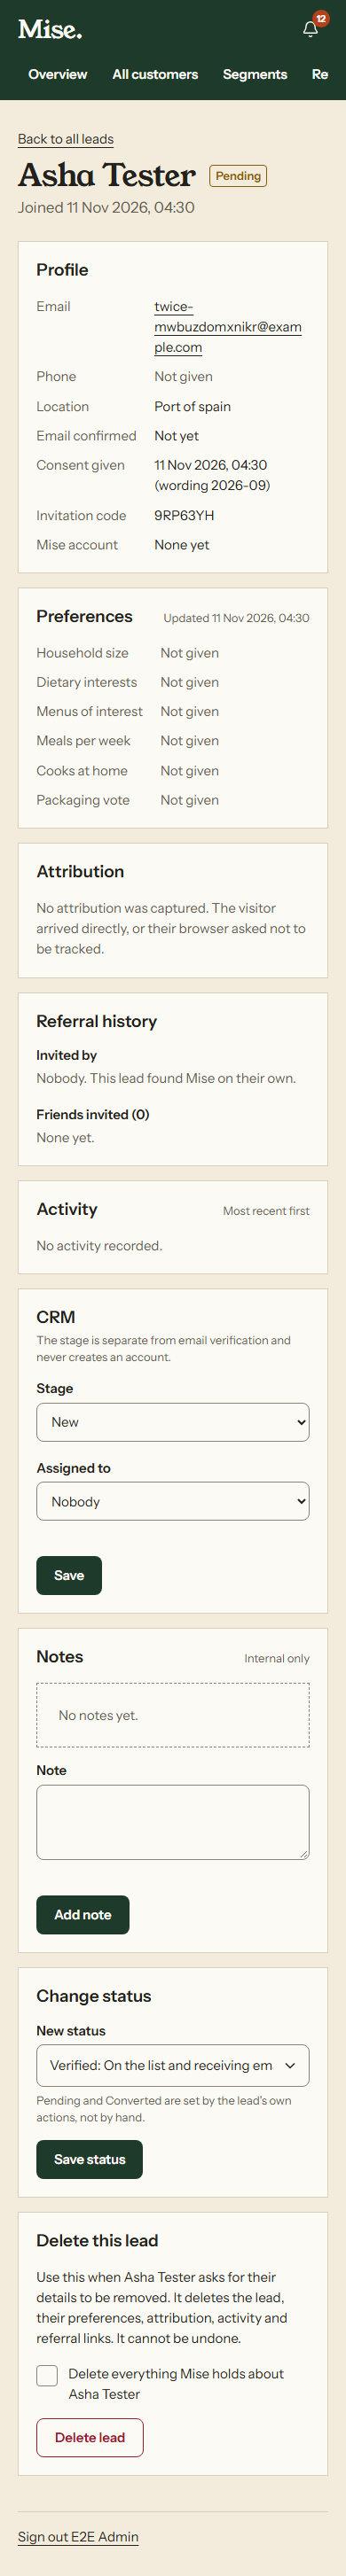 Mise.
12
Overview All customers Segments Re
Back to all leads
Asha Tester Pending
Joined 11 Nov 2026, 04:30
Profile
Email twice-
mwbuzdomxnikr@exam
ple.com
Phone Not given
Location Port of spain
Email confirmed Not yet
Consent given 11 Nov 2026, 04:30
(wording 2026-09)
Invitation code 9RP63YH
Mise account None yet
Preferences Updated 11 Nov 2026, 04:30
Household size Not given
Dietary interests Not given
Menus of interest Not given
Meals per week Not given
Cooks at home Not given
Packaging vote Not given
Attribution
No attribution was captured. The visitor
arrived directly, or their browser asked not to
be tracked.
Referral history
Invited by
Nobody. This lead found Mise on their own.
Friends invited (0)
None yet.
Activity Most recent first
No activity recorded.
CRM
The stage is separate from email verification and
never creates an account.
Stage
New
Assigned to
Nobody
Save
Notes Internal only
No notes yet.
Note
Add note
Change status
New status
Verified: On the list and receiving em
Pending and Converted are set by the lead's own
actions, not by hand.
Save status
Delete this lead
Use this when Asha Tester asks for their
details to be removed. It deletes the lead,
their preferences, attribution, activity and
referral links. It cannot be undone.
Delete everything Mise holds about
Asha Tester
Delete lead
Sign out E2E Admin